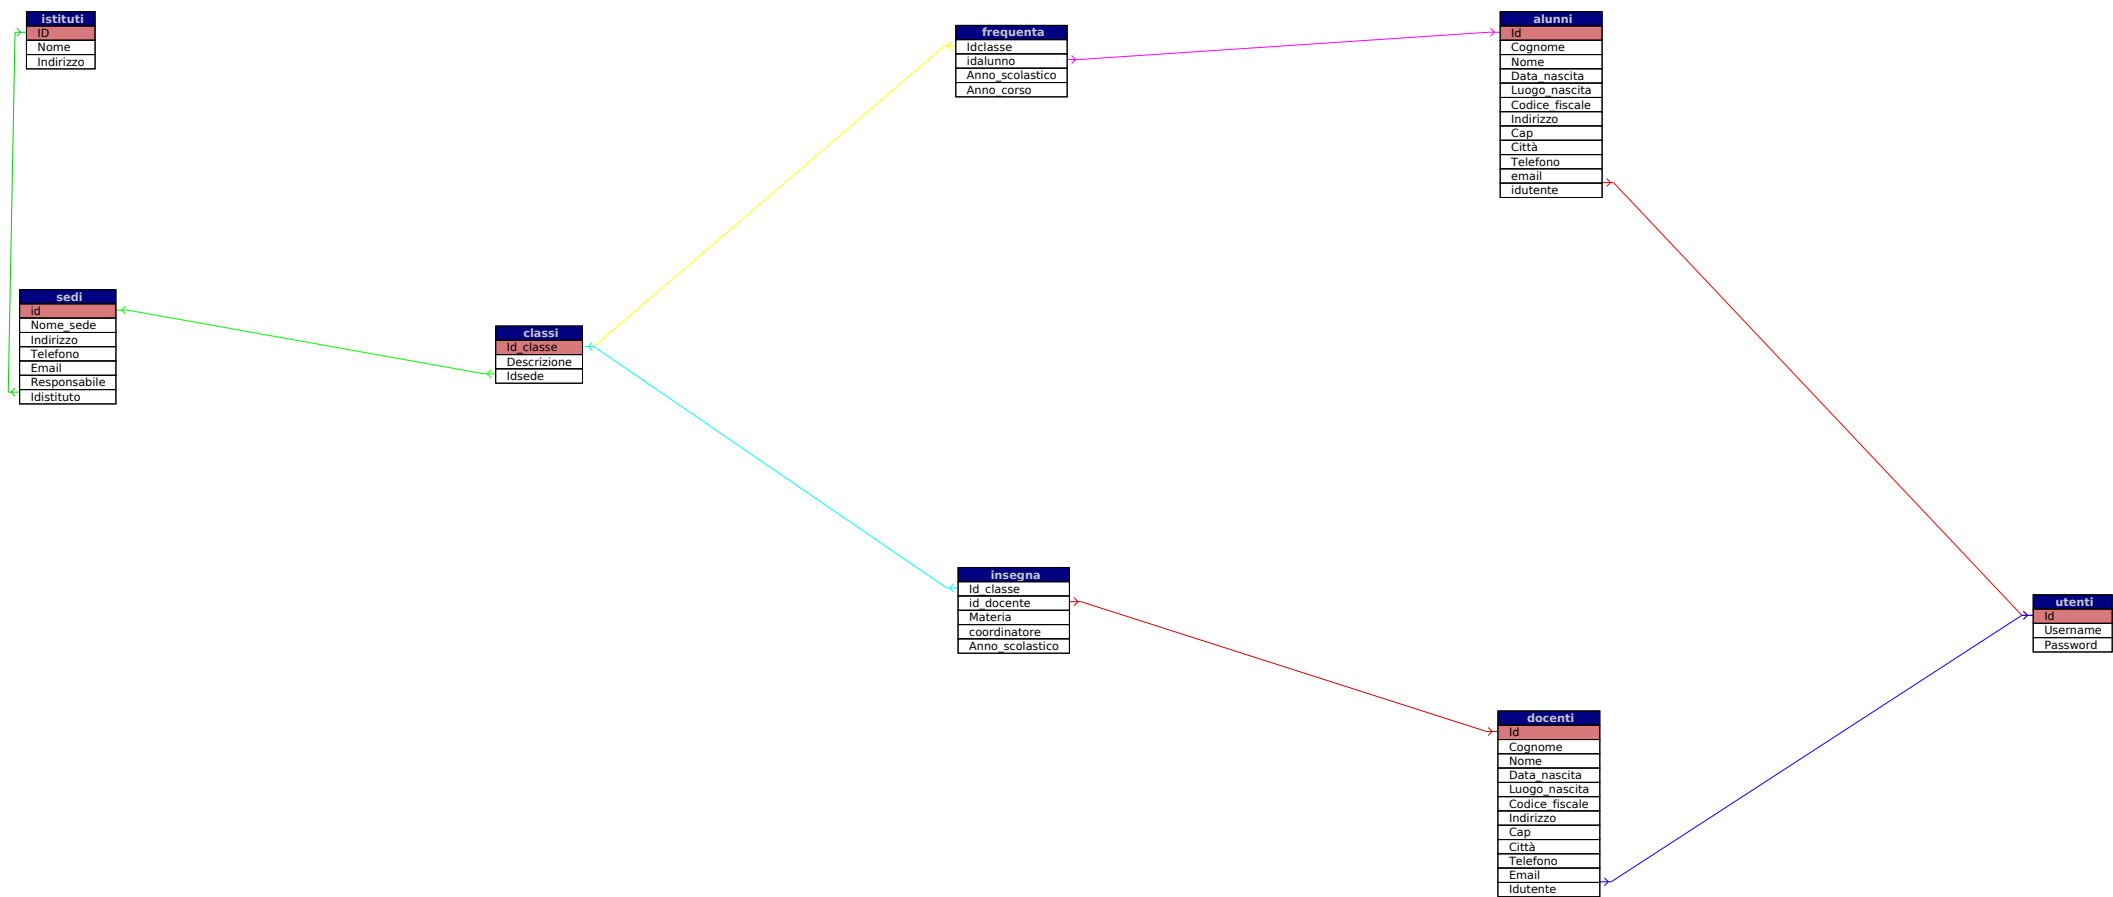 istituti
ID
Nome
Indirizzo
frequenta
Idclasse
idalunno
Anno_scolastico
Anno_corso
alunni
Id
Cognome
Nome
Data_nascita
Luogo_nascita
Codice_fiscale
Indirizzo
Cap
Città
Telefono
email
idutente
sedi
id
Nome_sede
Indirizzo
Telefono
Email
Responsabile
Idistituto
classi
Id_classe
Descrizione
Idsede
insegna
Id_classe
id_docente
Materia
coordinatore
Anno_scolastico
utenti
Id
Username
Password
docenti
Id
Cognome
Nome
Data_nascita
Luogo_nascita
Codice_fiscale
Indirizzo
Cap
Città
Telefono
Email
Idutente